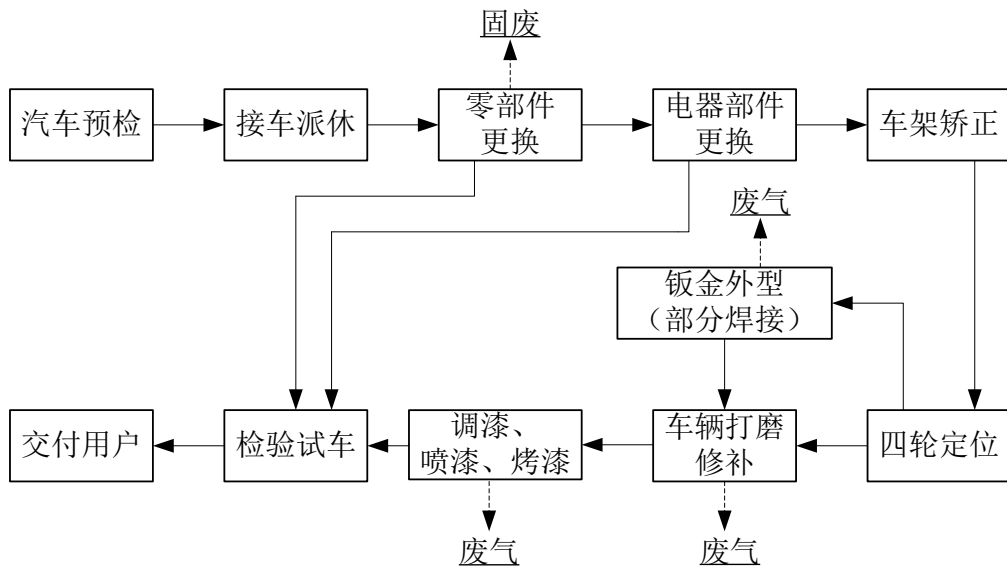 固废
汽车预检
接车派休
零部件
更换
电器部件
更换
车架矫正
废气
钣金外型
（部分焊接）
交付用户
检验试车
调漆、
喷漆、烤漆
车辆打磨
修补
四轮定位
废气
废气